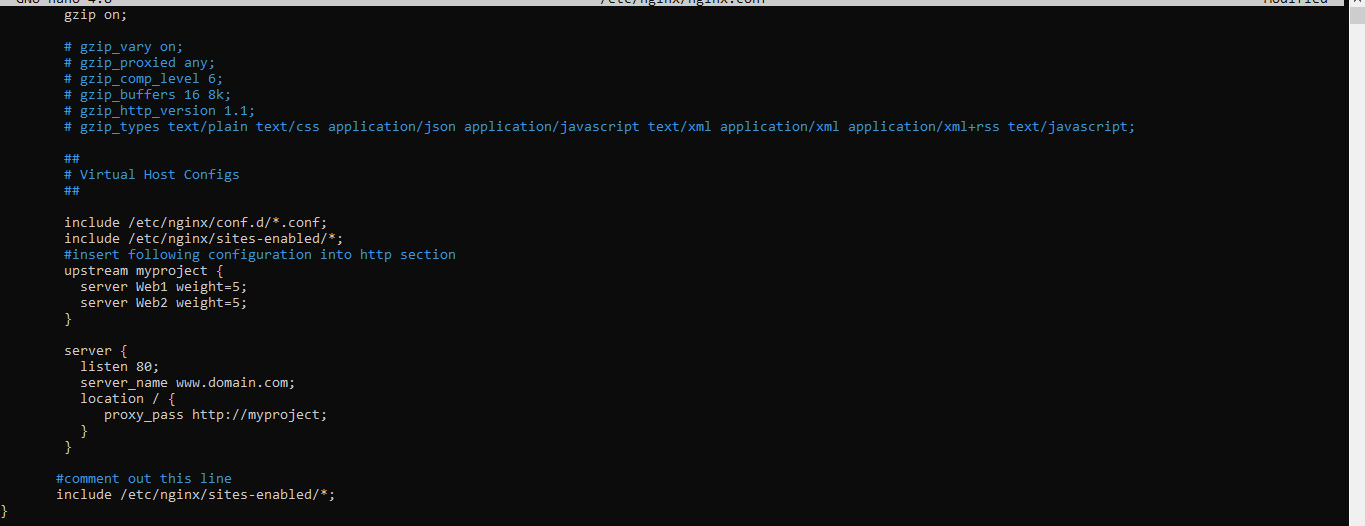 GNU nano 4.8 /etc/nginx/nginx.conf Modified
gzip on;
# gzip_vary on;
# gzip_proxied any;
# gzip_comp_level 6;
# gzip_buffers 16 8k;
# gzip_http_version 1.1;
# gzip_types text/plain text/css application/json application/javascript text/xml application/xml application/xml+rss text/javascript;
##
# Virtual Host Configs
##
include /etc/nginx/conf.d/*.conf;
include /etc/nginx/sites-enabled/*;
#insert following configuration into http section
upstream myproject {
server Web1 weight=5;
server Web2 weight=5;
}
server {
listen 80;
server_name www.domain.com;
location / {
proxy_pass http://myproject;
}
}
#comment out this line
include /etc/nginx/sites-enabled/*;
}